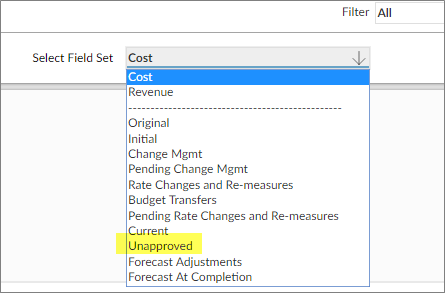 Filter All
Select Field Set Cost
Cost
Revenue
------------------------------------------------
Original
Initial
Change Mgmt
Pending Change Mgmt
Rate Changes and Re-measures
Budget Transfers
Pending Rate Changes and Re-measures
Current
Unapproved
Forecast Adjustments
Forecast At Completion